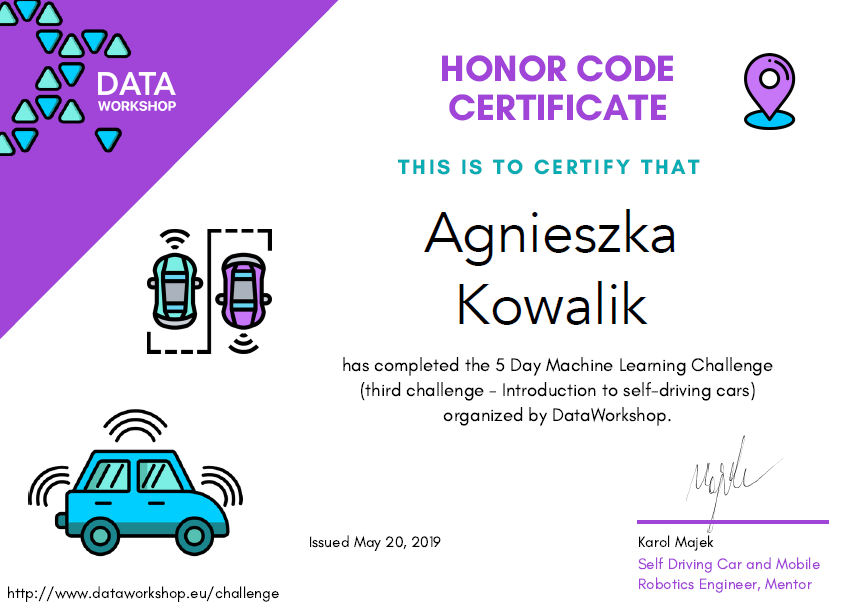 DATA
WORKSHOP
HONOR CODE
CERTIFICATE
THIS IS TO CERTIFY THAT
Agnieszka
Kowalik
has completed the 5 Day Machine Learning Challenge
(third challenge - Introduction to self-driving cars)
organized by DataWorkshop.
Majek
Issued May 20, 2019
Karol Majek
Self Driving Car and Mobile
Robotics Engineer, Mentor
http://www.dataworkshop.eu/challenge